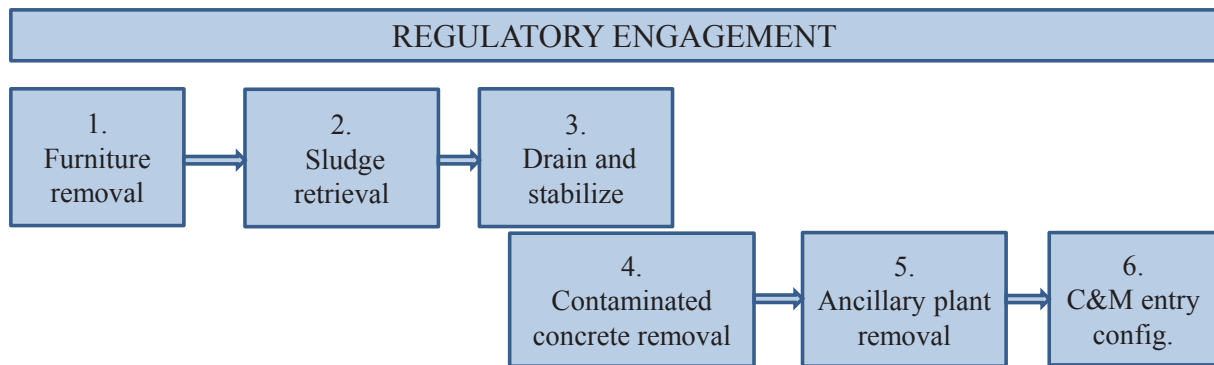 REGULATORY ENGAGEMENT
1.
Furniture
removal
2.
Sludge
retrieval
3.
Drain and
stabilize
4.
Contaminated
concrete removal
5.
Ancillary plant
removal
6.
C&M entry
config.